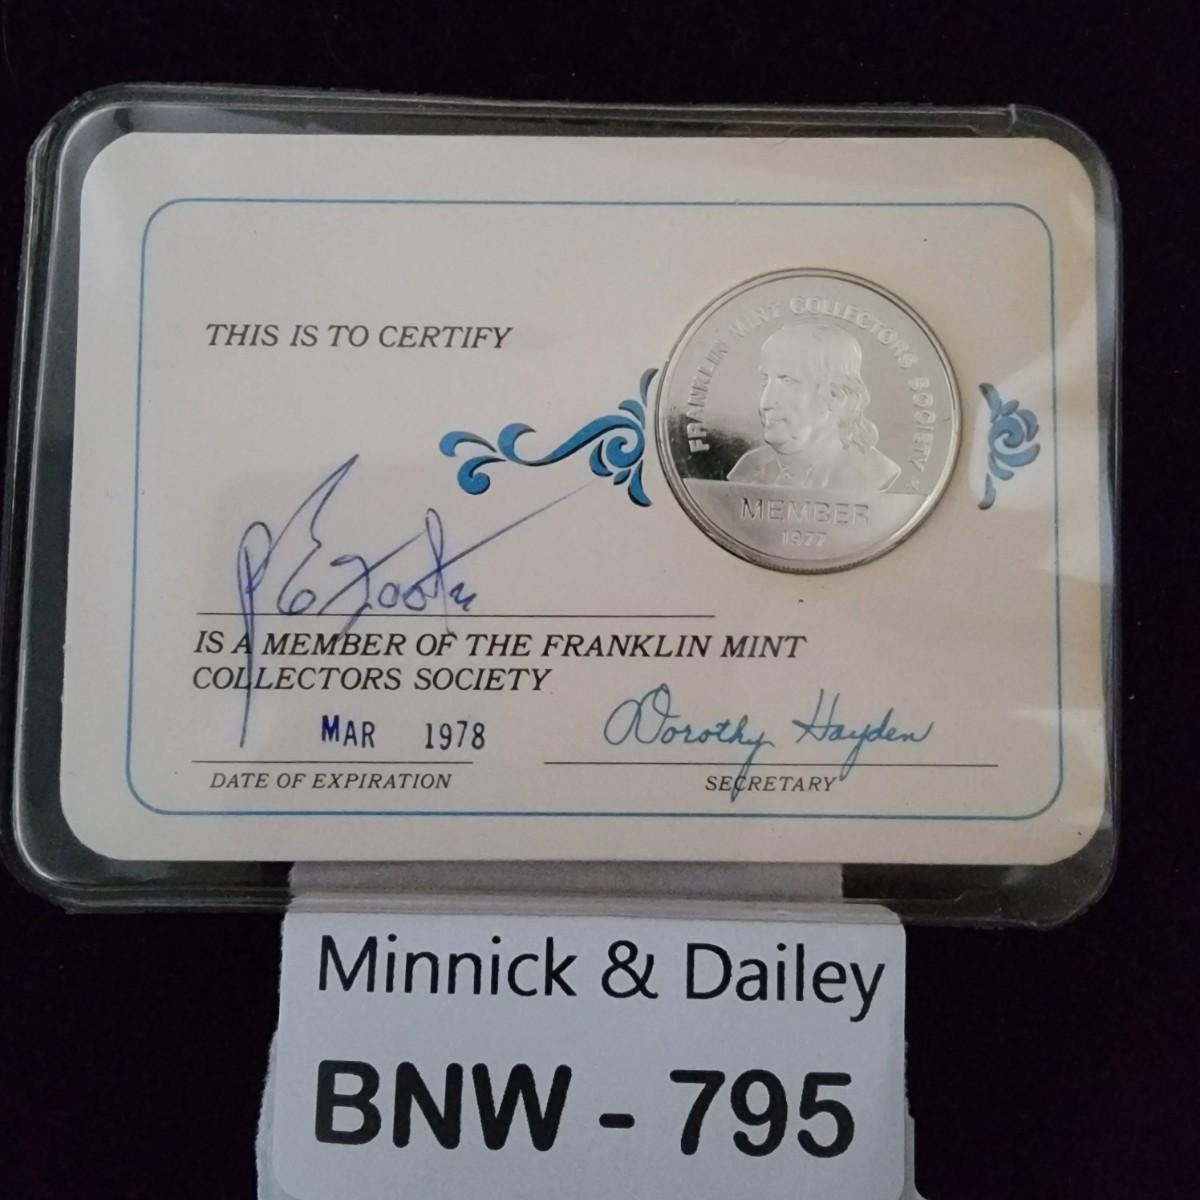 THIS IS TO CERTIFY
FRANKLIN MINT COLLECTORS SOCIETY
MEMBER
1977
IS A MEMBER OF THE FRANKLIN MINT
COLLECTORS SOCIETY
MAR 1978
Dorothy Hayden
DATE OF EXPIRATION
SECRETARY
Minnick & Dailey
BNW - 795